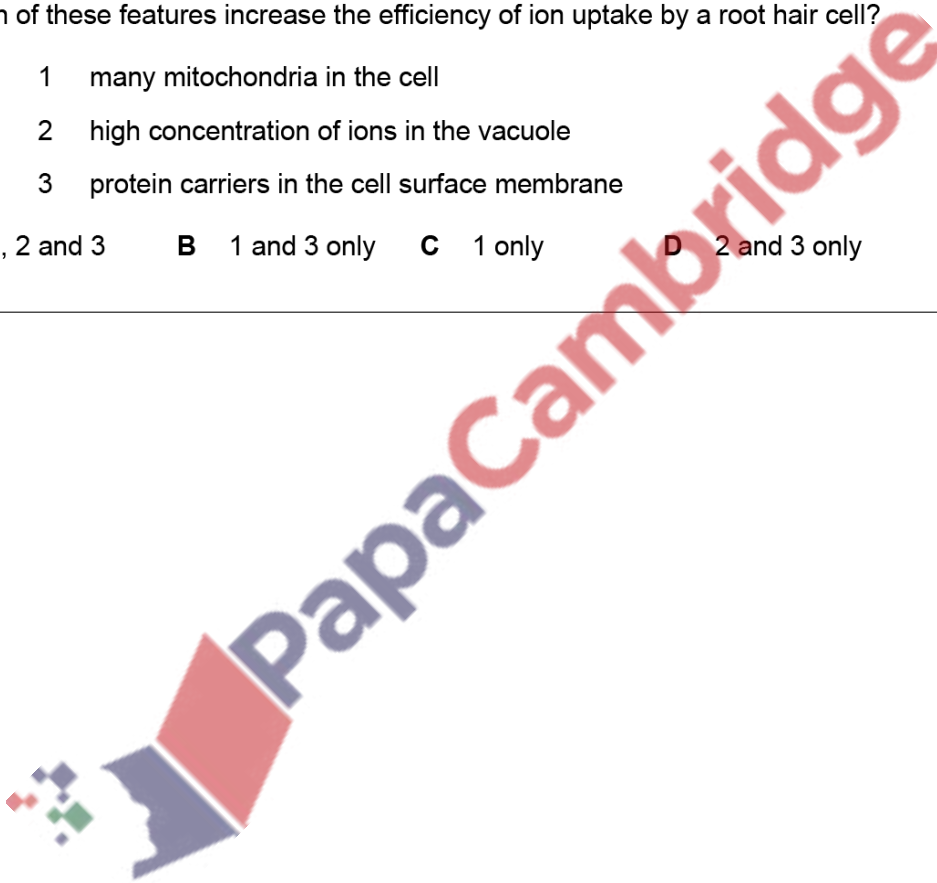 of these features increase the efficiency of ion uptake by a root hair cell?
1 many mitochondria in the cell
2 high concentration of ions in the vacuole
3 protein carriers in the cell surface membrane
, 2 and 3 B 1 and 3 only C 1 only D 2 and 3 only
PapaCambridge